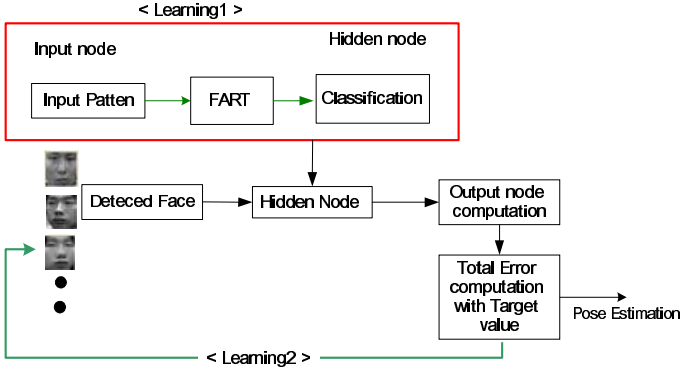 < Learning1 >
Input node
Hidden node
Input Patten
FART
Classification
Deteced Face
Hidden Node
Output node
computation
Total Error
computation
with Target
value
Pose Estimation
< Learning2 >